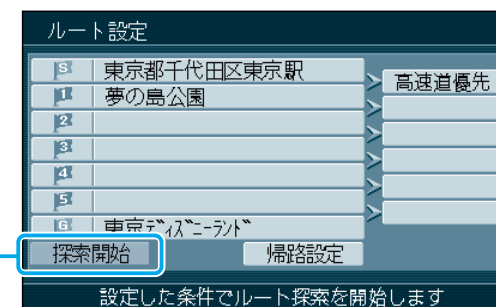 ルート設定
S 東京都千代田区東京駅
高速道優先
1 夢の島公園
2
3
4
5
G 東京ﾃﾞｨｽﾞﾆｰﾗﾝﾄﾞ
探索開始 帰路設定
設定した条件でルート探索を開始します